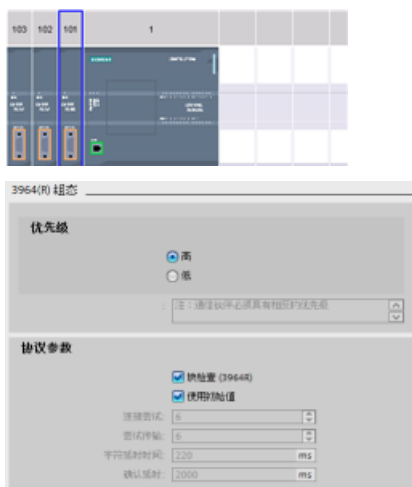 103 102 101 1
SIEMENS
3964(R) 组态
优先级
高
低
: 注：通信伙伴必须具有相应的优先级
协议参数
块检查 (3964R)
使用初始值
连接尝试: 6
尝试传输: 6
字符延时时间: 220 ms
确认延时: 2000 ms